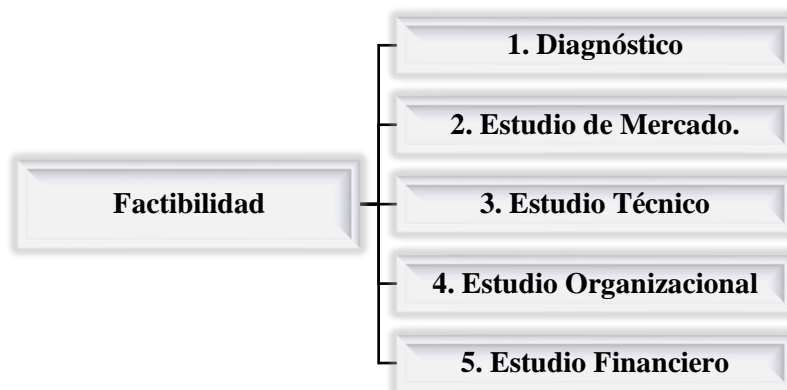 Factibilidad
1. Diagnóstico
2. Estudio de Mercado.
3. Estudio Técnico
4. Estudio Organizacional
5. Estudio Financiero